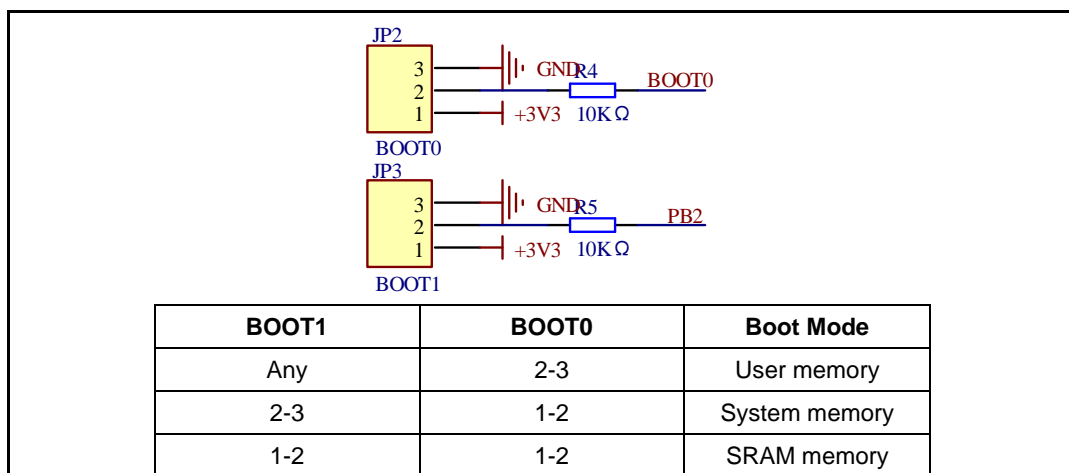 JP2
3 GND R4 BOOT0
2
1 +3V3 10KΩ
BOOT0
JP3
3 GND R5 PB2
2
1 +3V3 10KΩ
BOOT1
BOOT1 BOOT0 Boot Mode
Any 2-3 User memory
2-3 1-2 System memory
1-2 1-2 SRAM memory